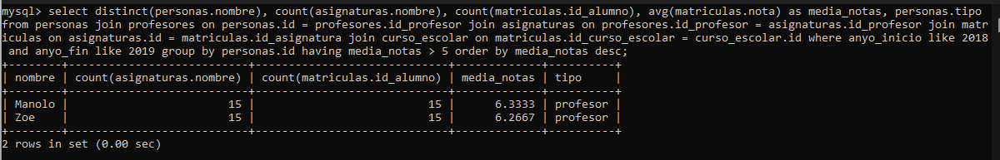 mysql> select distinct(personas.nombre), count(asignaturas.nombre), count(matriculas.id_alumno), avg(matriculas.nota) as media_notas, personas.tipo
from personas join profesores on personas.id = profesores.id_profesor join asignaturas on profesores.id_profesor = asignaturas.id_profesor join matr
iculas on asignaturas.id = matriculas.id_asignatura join curso_escolar on matriculas.id_curso_escolar = curso_escolar.id where anyo_inicio like 2018
 and anyo_fin like 2019 group by personas.id having media_notas > 5 order by media_notas desc;
+--------+---------------------------+-----------------------------+-------------+----------+
| nombre | count(asignaturas.nombre) | count(matriculas.id_alumno) | media_notas | tipo     |
+--------+---------------------------+-----------------------------+-------------+----------+
| Manolo |                        15 |                          15 |      6.3333 | profesor |
| Zoe    |                        15 |                          15 |      6.2667 | profesor |
+--------+---------------------------+-----------------------------+-------------+----------+
2 rows in set (0.00 sec)